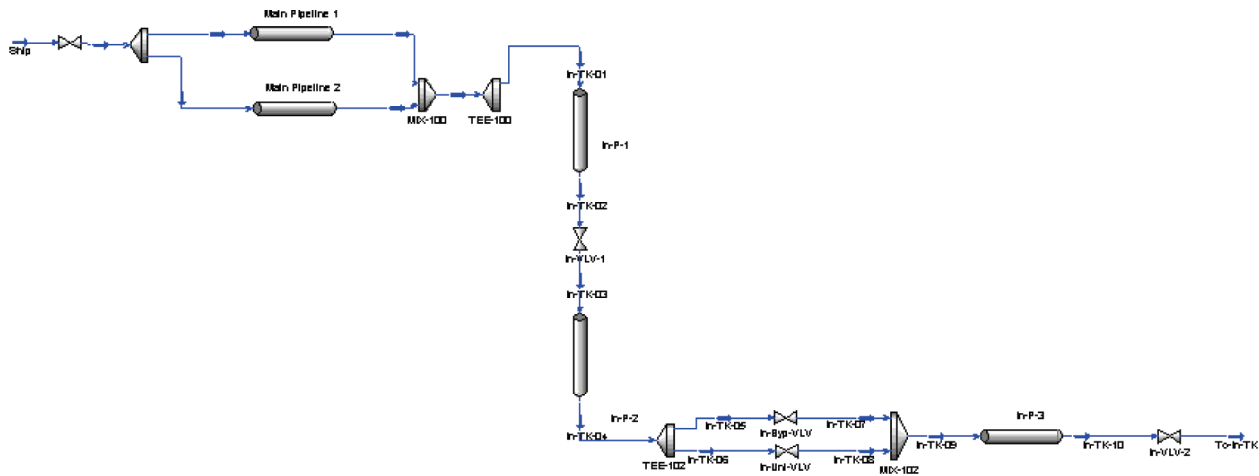 Main Pipeline 1
Ship
Main Pipeline 2
MIX-100
TEE-100
In-TK-01
In-P-1
In-TK-02
In-VLV-1
In-TK-03
In-P-2
In-TK-04
In-TK-05
In-Byp-VLV
In-TK-07
TEE-102
In-TK-06
In-Uni-VLV
In-TK-08
MIX-102
In-TK-09
In-P-3
In-TK-10
In-VLV-2
To-In-TK